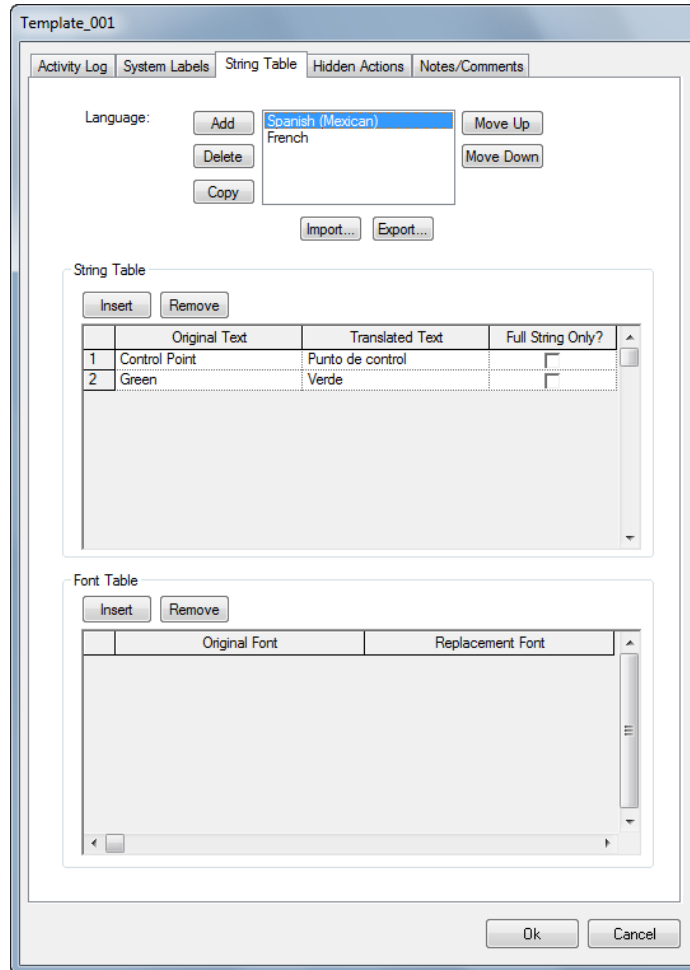 Template_001
Activity Log System Labels String Table Hidden Actions Notes/Comments
Language:
Add
Delete
Copy
Spanish (Mexican)
French
Move Up
Move Down
Import... Export...
String Table
Insert Remove
Original Text Translated Text Full String Only?
1 Control Point Punto de control
2 Green Verde
Font Table
Insert Remove
Original Font Replacement Font
Ok Cancel